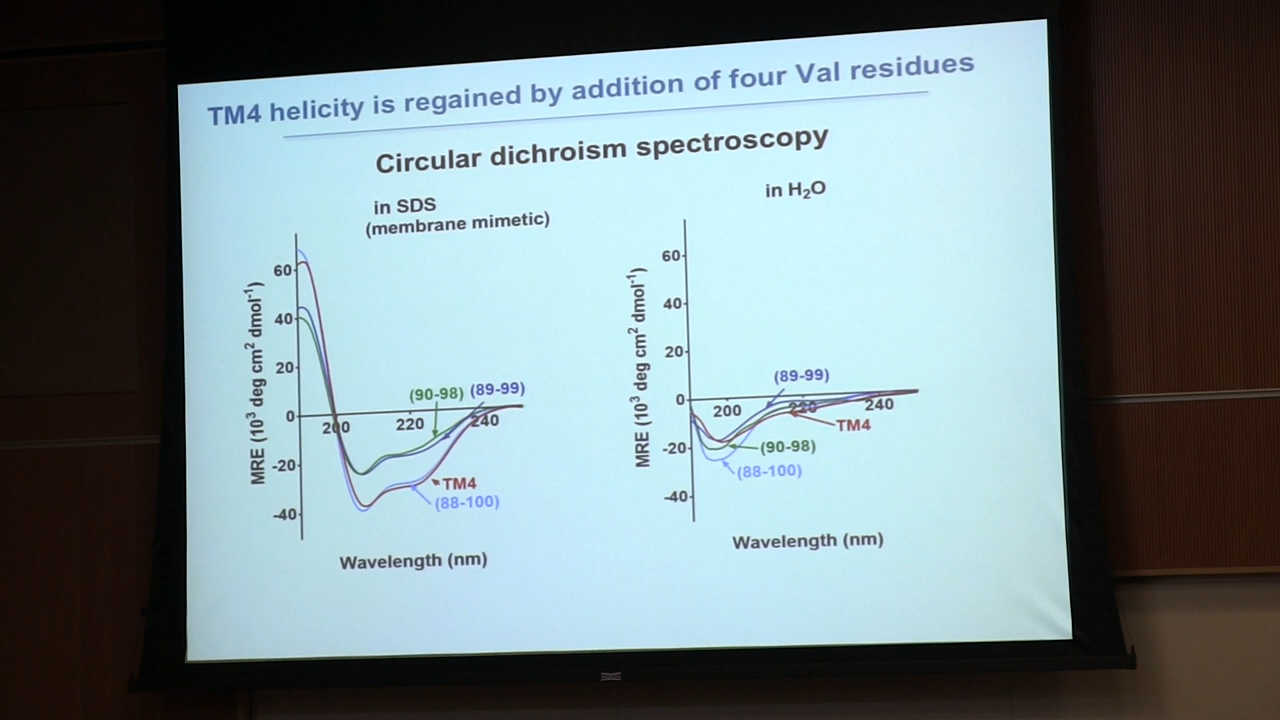 TM4 helicity is regained by addition of four Val residues
Circular dichroism spectroscopy
in SDS
(membrane mimetic)
MRE (10³ deg cm² dmol⁻¹)
60
40
20
0
-20
-40
200
220
240
(90-98)
(89-99)
TM4
(88-100)
Wavelength (nm)
in H₂O
MRE (10³ deg cm² dmol⁻¹)
60
40
20
0
-20
-40
200
220
240
(89-99)
TM4
(90-98)
(88-100)
Wavelength (nm)